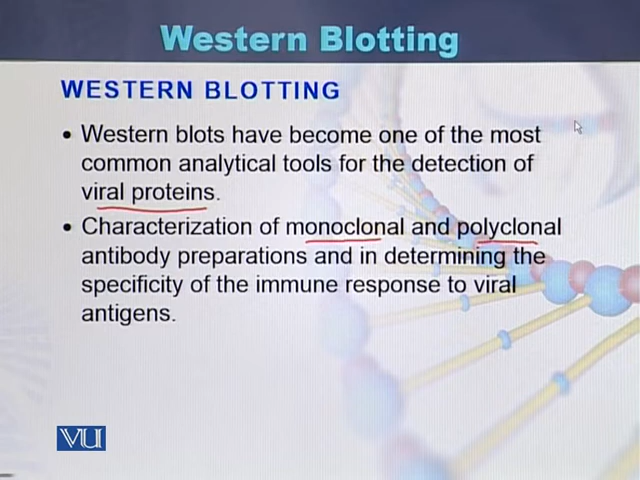 Western Blotting
WESTERN BLOTTING
• Western blots have become one of the most
common analytical tools for the detection of
viral proteins.
• Characterization of monoclonal and polyclonal
antibody preparations and in determining the
specificity of the immune response to viral
antigens.
VU